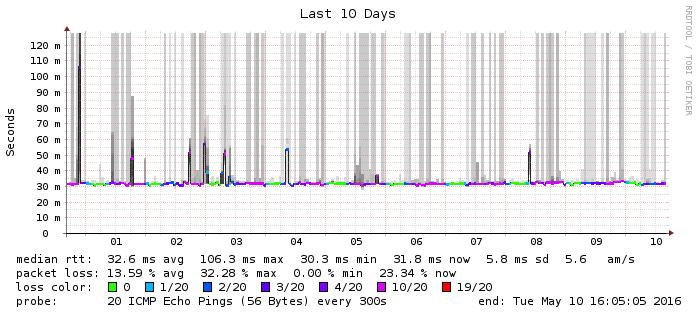 Last 10 Days
RRDTOOL / TOBI OETIKER
Seconds
120 m
110 m
100 m
90 m
80 m
70 m
60 m
50 m
40 m
30 m
20 m
10 m
0
01 02 03 04 05 06 07 08 09 10
median rtt: 32.6 ms avg 106.3 ms max 30.3 ms min 31.8 ms now 5.8 ms sd 5.6 am/s
packet loss: 13.59 % avg 32.28 % max 0.00 % min 23.34 % now
loss color: 0 1/20 2/20 3/20 4/20 10/20 19/20
probe: 20 ICMP Echo Pings (56 Bytes) every 300s end: Tue May 10 16:05:05 2016